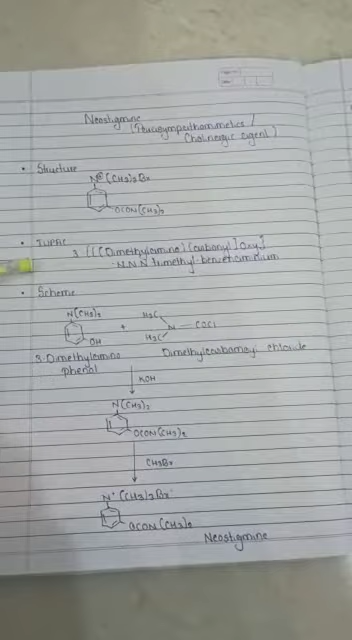 Neostigmine
(Parasympathommetics /
Cholinergic agent)
• Structure
N⊕(CH3)3Br
OCON(CH3)2
• IUPAC
3 [[(Dimethylamino) Carbonyl] Oxy]
N.N.N trimethyl-benzenaminium
• Scheme
N(CH3)2
OH
+
H3C
H3C
N — COCl
3. Dimethylamino phenol
Dimethylcarbamoyl chloride
KOH
N(CH3)2
OCON(CH3)2
CH3Br
N+ (CH3)3Br-
OCON(CH3)2
Neostigmine